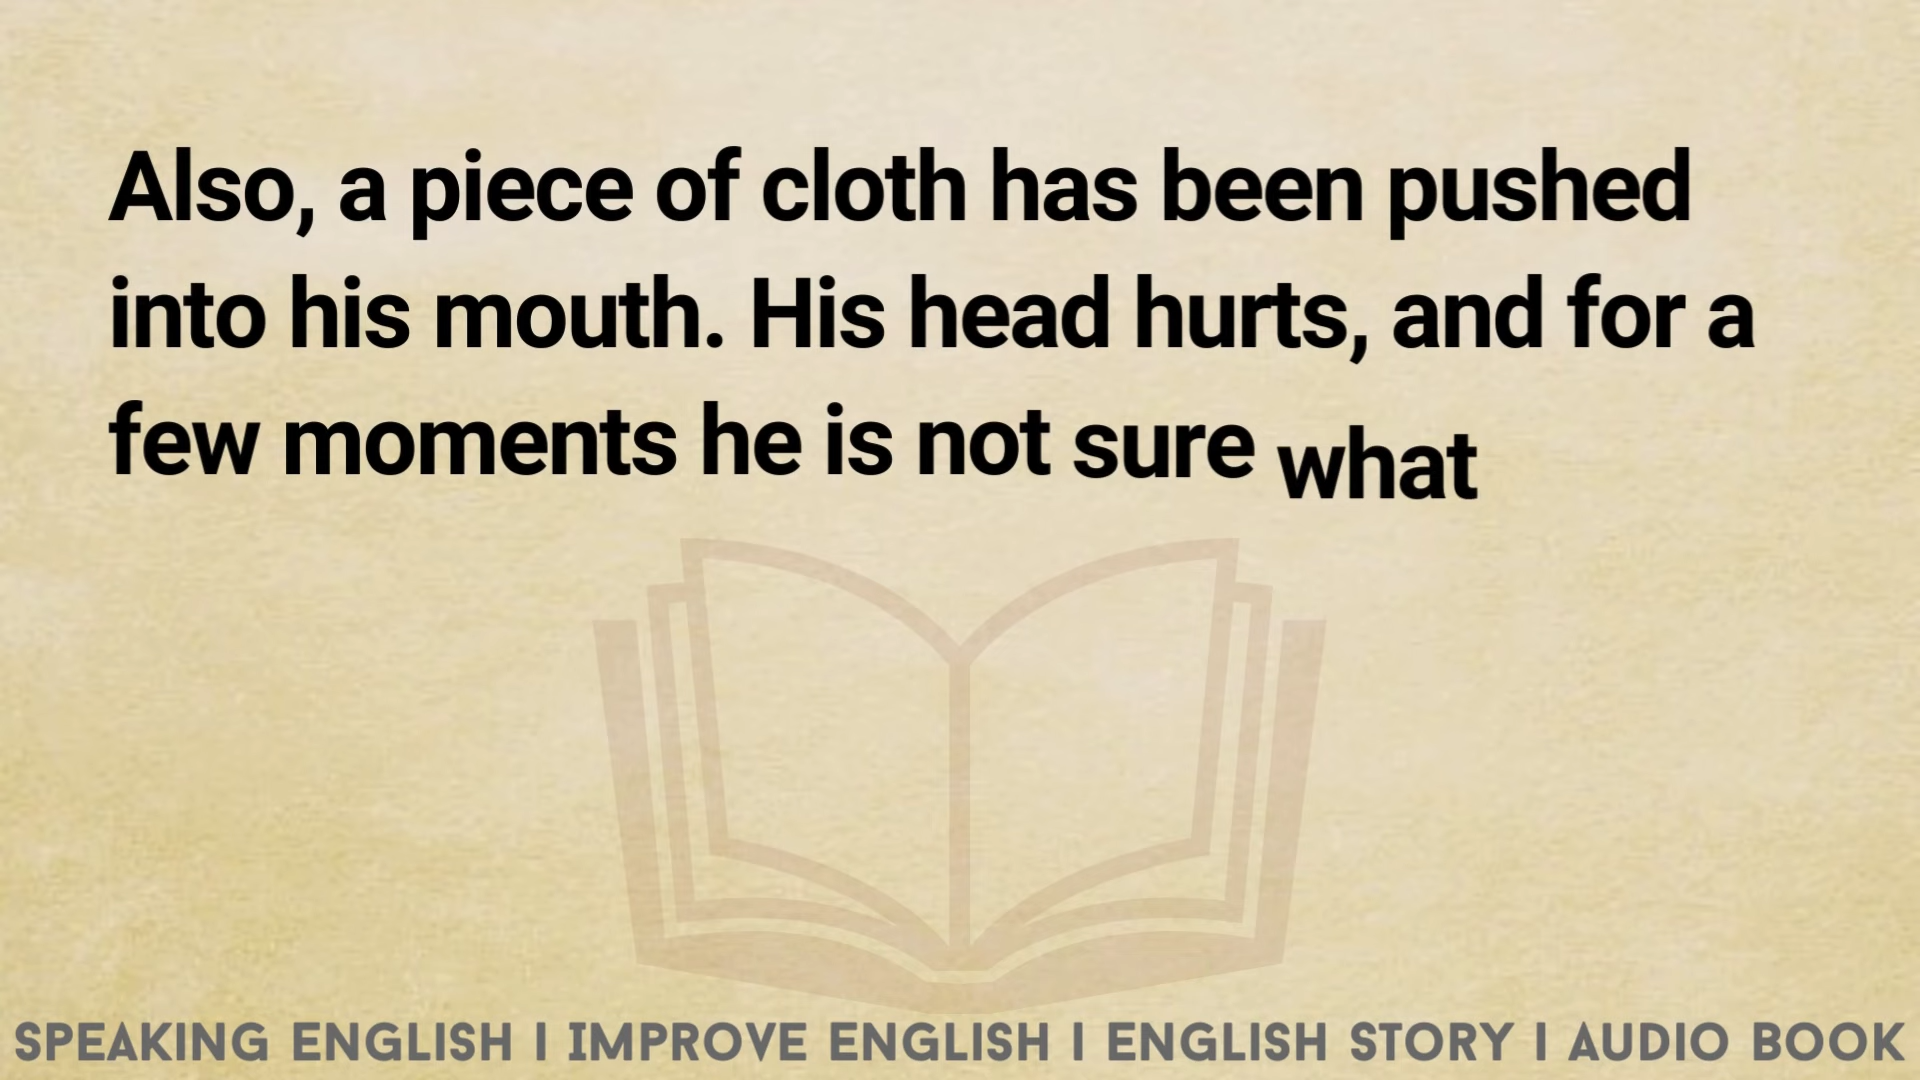 Also, a piece of cloth has been pushed
into his mouth. His head hurts, and for a
few moments he is not sure what
SPEAKING ENGLISH I IMPROVE ENGLISH I ENGLISH STORY I AUDIO BOOK